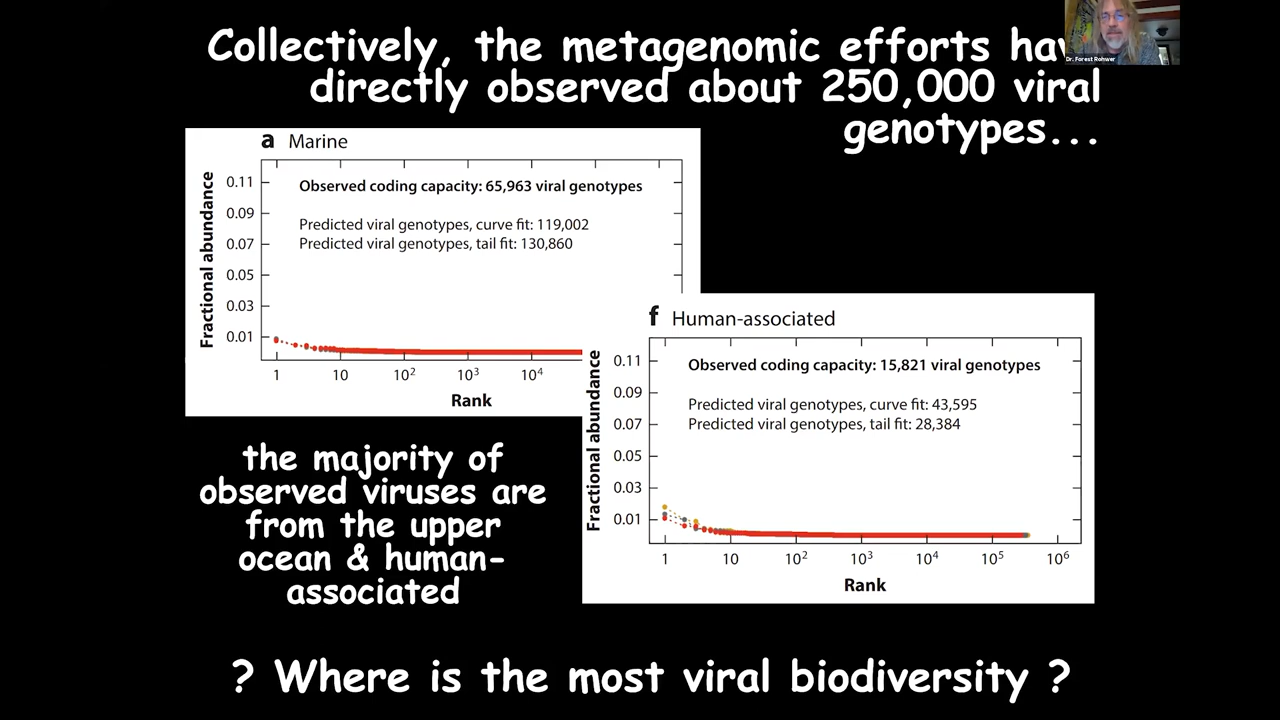 Collectively, the metagenomic efforts hav
directly observed about 250,000 viral
genotypes...
Dr. Forest Rohwer
a Marine
Fractional abundance
0.11
0.09
0.07
0.05
0.03
0.01
Observed coding capacity: 65,963 viral genotypes
Predicted viral genotypes, curve fit: 119,002
Predicted viral genotypes, tail fit: 130,860
1 10 10² 10³ 10⁴
Rank
f Human-associated
Fractional abundance
0.11
0.09
0.07
0.05
0.03
0.01
Observed coding capacity: 15,821 viral genotypes
Predicted viral genotypes, curve fit: 43,595
Predicted viral genotypes, tail fit: 28,384
1 10 10² 10³ 10⁴ 10⁵ 10⁶
Rank
the majority of
observed viruses are
from the upper
ocean & human-
associated
? Where is the most viral biodiversity ?